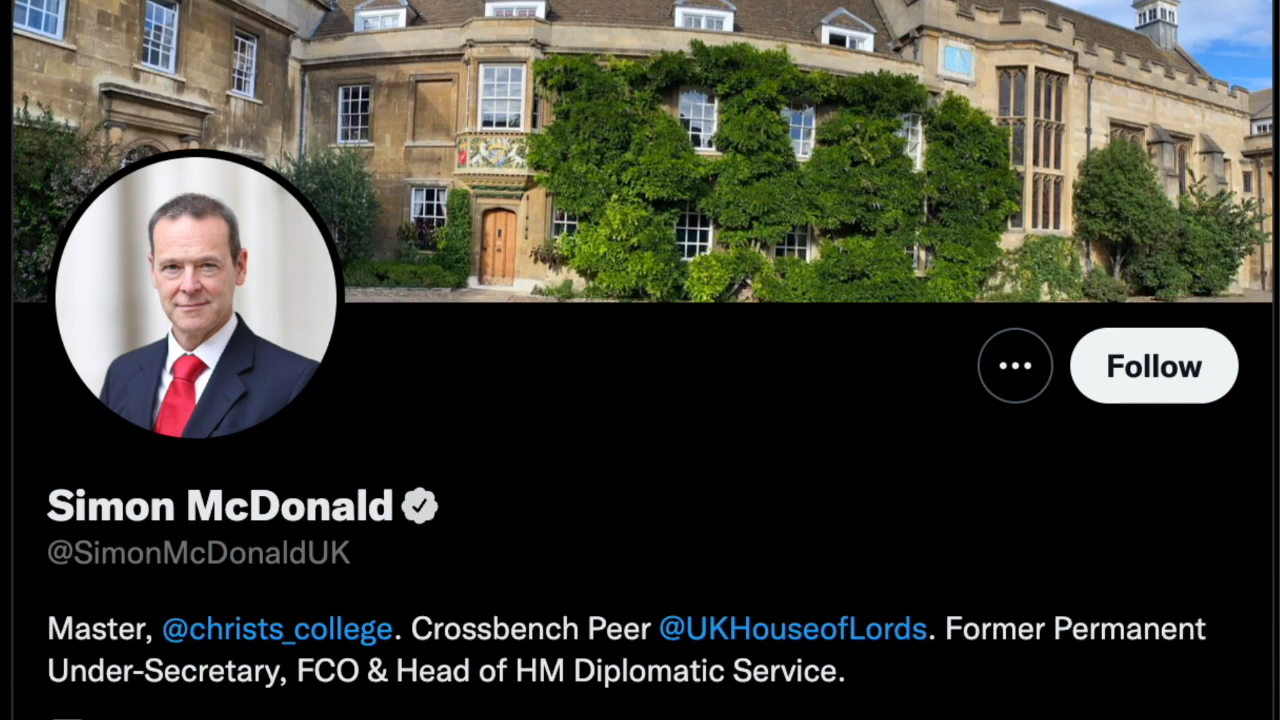 Follow
Simon McDonald
@SimonMcDonaldUK
Master, @christs_college. Crossbench Peer @UKHouseofLords. Former Permanent
Under-Secretary, FCO & Head of HM Diplomatic Service.